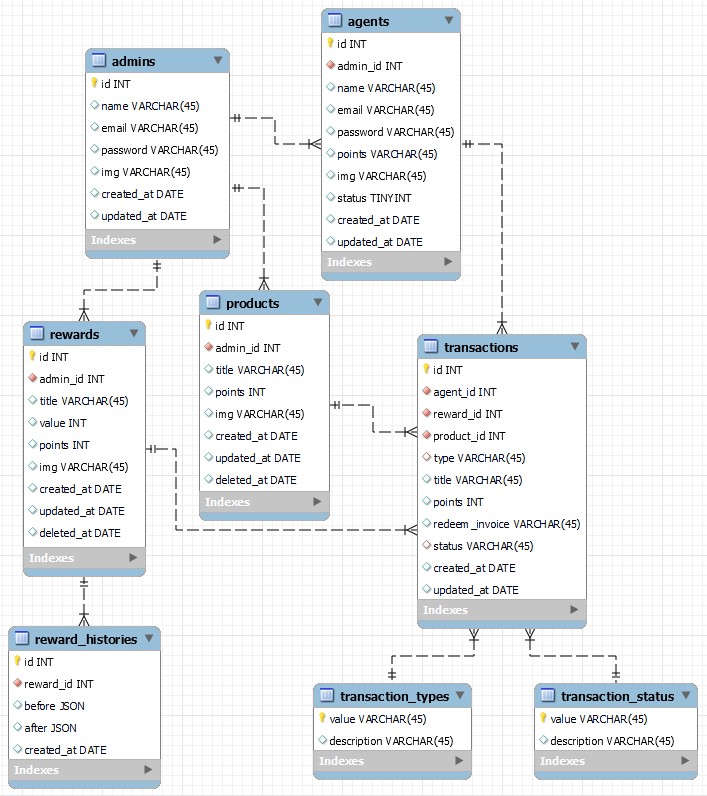 agents
id INT
admin_id INT
name VARCHAR(45)
email VARCHAR(45)
password VARCHAR(45)
points VARCHAR(45)
img VARCHAR(45)
status TINYINT
created_at DATE
updated_at DATE
Indexes
admins
id INT
name VARCHAR(45)
email VARCHAR(45)
password VARCHAR(45)
img VARCHAR(45)
created_at DATE
updated_at DATE
Indexes
products
id INT
admin_id INT
title VARCHAR(45)
points INT
img VARCHAR(45)
created_at DATE
updated_at DATE
deleted_at DATE
Indexes
rewards
id INT
admin_id INT
title VARCHAR(45)
value INT
points INT
img VARCHAR(45)
created_at DATE
updated_at DATE
deleted_at DATE
Indexes
transactions
id INT
agent_id INT
reward_id INT
product_id INT
type VARCHAR(45)
title VARCHAR(45)
points INT
redeem_invoice VARCHAR(45)
status VARCHAR(45)
created_at DATE
updated_at DATE
Indexes
reward_histories
id INT
reward_id INT
before JSON
after JSON
created_at DATE
Indexes
transaction_types
value VARCHAR(45)
description VARCHAR(45)
Indexes
transaction_status
value VARCHAR(45)
description VARCHAR(45)
Indexes